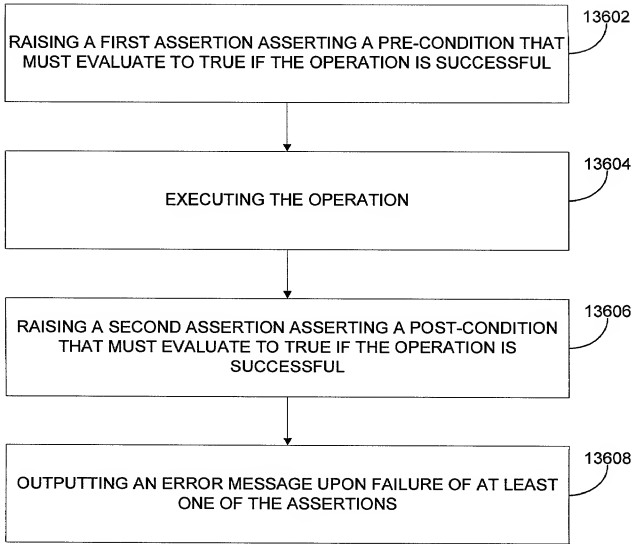 13602
RAISING A FIRST ASSERTION ASSERTING A PRE-CONDITION THAT
MUST EVALUATE TO TRUE IF THE OPERATION IS SUCCESSFUL
13604
EXECUTING THE OPERATION
13606
RAISING A SECOND ASSERTION ASSERTING A POST-CONDITION
THAT MUST EVALUATE TO TRUE IF THE OPERATION IS
SUCCESSFUL
13608
OUTPUTTING AN ERROR MESSAGE UPON FAILURE OF AT LEAST
ONE OF THE ASSERTIONS